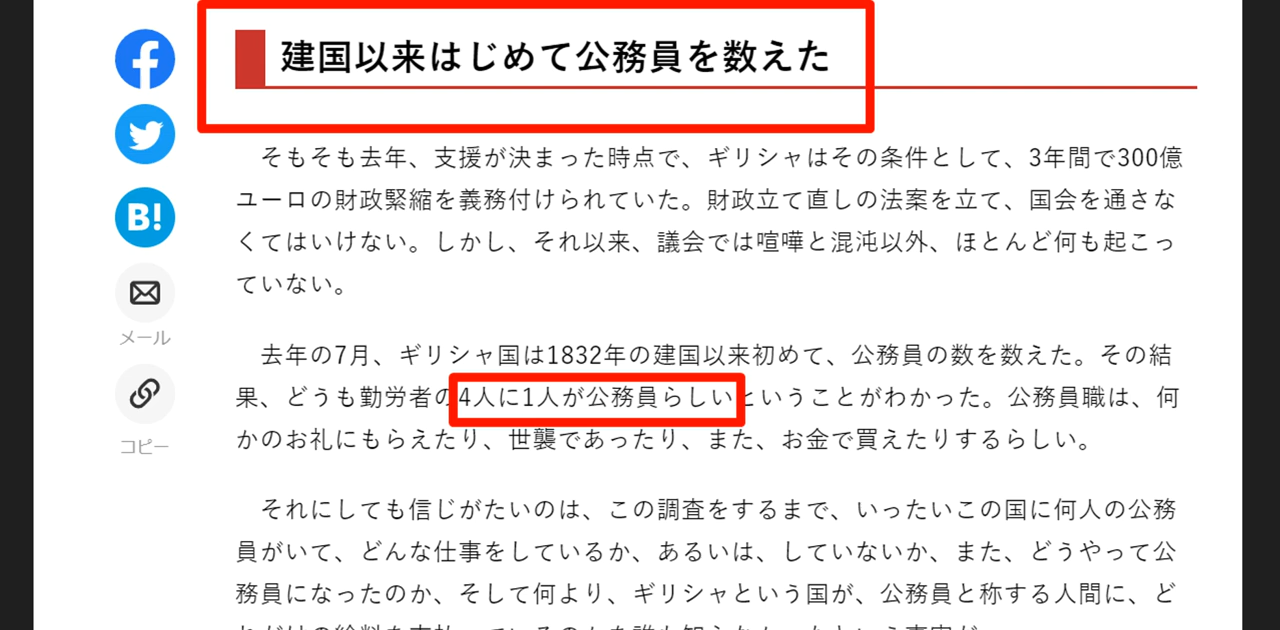 建国以来はじめて公務員を数えた
そもそも去年、支援が決まった時点で、ギリシャはその条件として、3年間で300億
ユーロの財政緊縮を義務付けられていた。財政立て直しの法案を立て、国会を通さな
くてはいけない。しかし、それ以来、議会では喧嘩と混沌以外、ほとんど何も起こっ
ていない。
去年の7月、ギリシャ国は1832年の建国以来初めて、公務員の数を数えた。その結
果、どうも勤労者の4人に1人が公務員らしいということがわかった。公務員職は、何
かのお礼にもらえたり、世襲であったり、また、お金で買えたりするらしい。
それにしても信じがたいのは、この調査をするまで、いったいこの国に何人の公務
員がいて、どんな仕事をしているか、あるいは、していないか、また、どうやって公
務員になったのか、そして何より、ギリシャという国が、公務員と称する人間に、ど
B!
メール
コピー